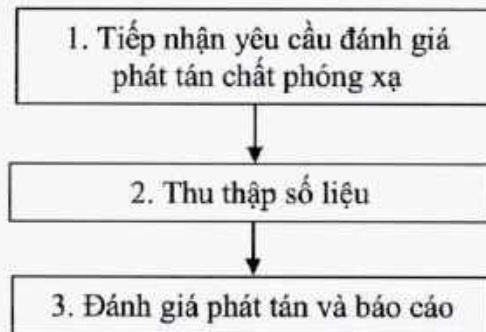 1. Tiếp nhận yêu cầu đánh giá
phát tán chất phóng xạ
2. Thu thập số liệu
3. Đánh giá phát tán và báo cáo